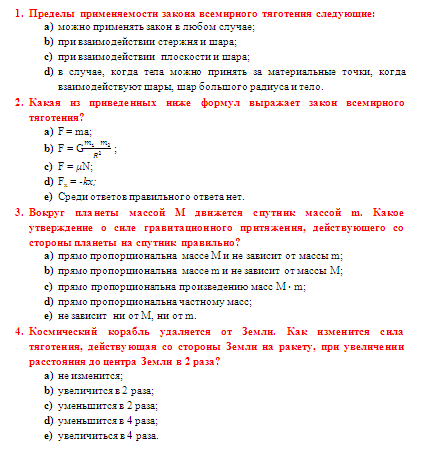 1. Пределы применяемости закона всемирного тяготения следующие:
a) можно применять закон в любом случае;
b) при взаимодействии стержня и шара;
c) при взаимодействии плоскости и шара;
d) в случае, когда тела можно принять за материальные точки, когда
взаимодействуют шары, шар большого радиуса и тело.
2. Какая из приведенных ниже формул выражает закон всемирного
тяготения?
a) F = ma;
b) F = G m₁ m₂ / R² ;
c) F = μN;
d) Fₓ = -kx;
e) Среди ответов правильного ответа нет.
3. Вокруг планеты массой М движется спутник массой m. Какое
утверждение о силе гравитационного притяжения, действующего со
стороны планеты на спутник правильно?
a) прямо пропорциональна массе М и не зависит от массы m;
b) прямо пропорциональна массе m и не зависит от массы М;
c) прямо пропорциональна произведению масс М · m;
d) прямо пропорциональна частному масс;
e) не зависит ни от М, ни от m.
4. Космический корабль удаляется от Земли. Как изменится сила
тяготения, действующая со стороны Земли на ракету, при увеличении
расстояния до центра Земли в 2 раза?
a) не изменится;
b) увеличится в 2 раза;
c) уменьшится в 2 раза;
d) уменьшится в 4 раза;
e) увеличиться в 4 раза.